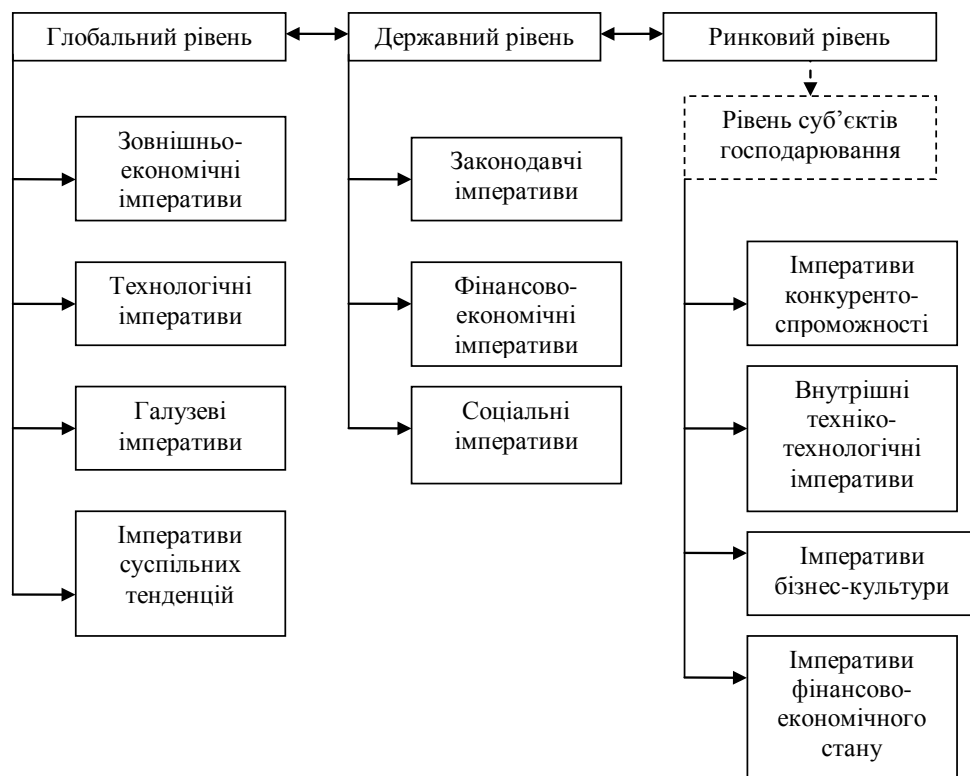 Глобальний рівень
Державний рівень
Ринковий рівень
Рівень суб’єктів
господарювання
Зовнішньо-
економічні
імперативи
Технологічні
імперативи
Галузеві
імперативи
Імперативи
суспільних
тенденцій
Законодавчі
імперативи
Фінансово-
економічні
імперативи
Соціальні
імперативи
Імперативи
конкуренто-
спроможності
Внутрішні
техніко-
технологічні
імперативи
Імперативи
бізнес-культури
Імперативи
фінансово-
економічного
стану